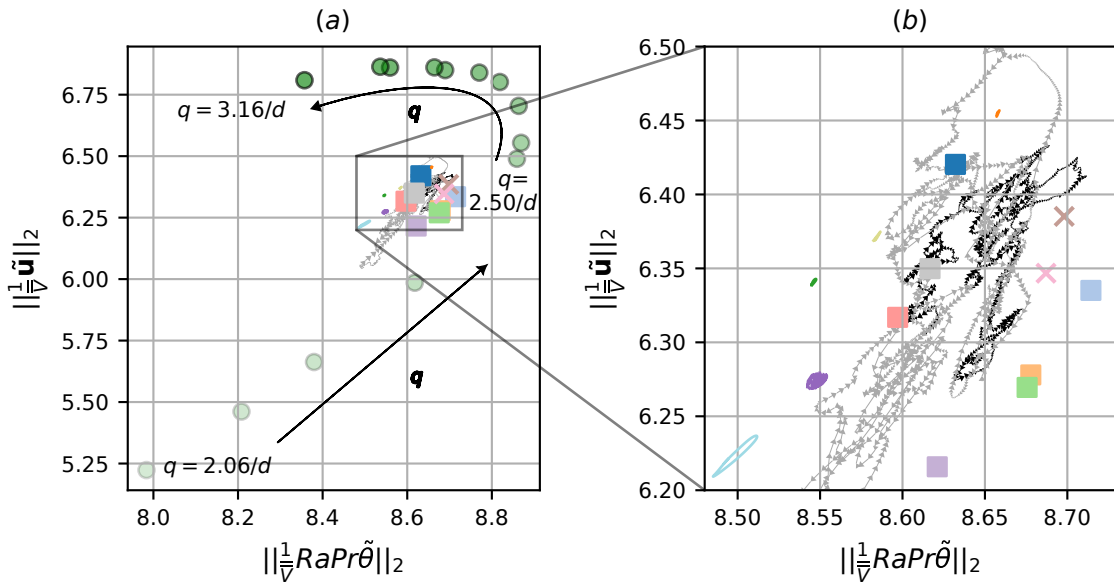 (a)
(b)
6.75
6.50
6.25
6.00
5.75
5.50
5.25
q = 3.16/d
q
q=
2.50/d
q
q = 2.06/d
8.0 8.2 8.4 8.6 8.8
||1/V RaPrθ̃||₂
||1/V ũ||₂
6.50
6.45
6.40
6.35
6.30
6.25
6.20
8.50 8.55 8.60 8.65 8.70
||1/V RaPrθ̃||₂
||1/V ũ||₂